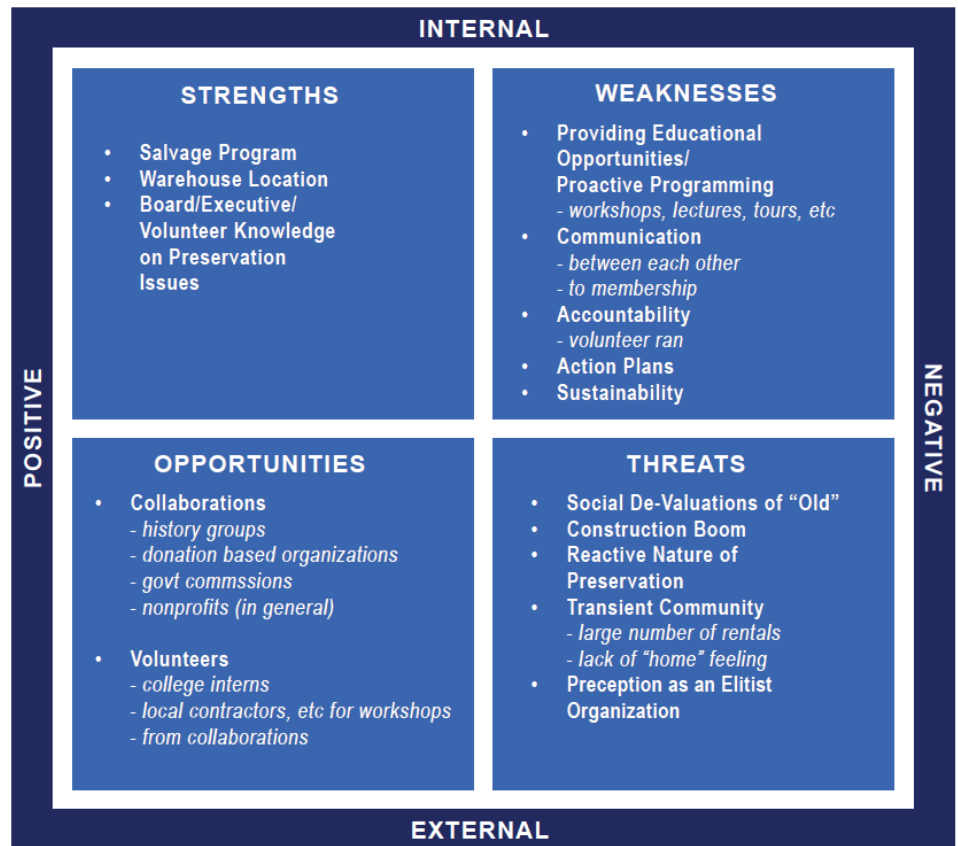 INTERNAL
STRENGTHS
• Salvage Program
• Warehouse Location
• Board/Executive/
Volunteer Knowledge
on Preservation
Issues
WEAKNESSES
• Providing Educational
Opportunities/
Proactive Programming
- workshops, lectures, tours, etc
• Communication
- between each other
- to membership
• Accountability
- volunteer ran
• Action Plans
• Sustainability
POSITIVE
NEGATIVE
OPPORTUNITIES
• Collaborations
- history groups
- donation based organizations
- govt commssions
- nonprofits (in general)
• Volunteers
- college interns
- local contractors, etc for workshops
- from collaborations
THREATS
• Social De-Valuations of “Old”
• Construction Boom
• Reactive Nature of
Preservation
• Transient Community
- large number of rentals
- lack of “home” feeling
• Preception as an Elitist
Organization
EXTERNAL